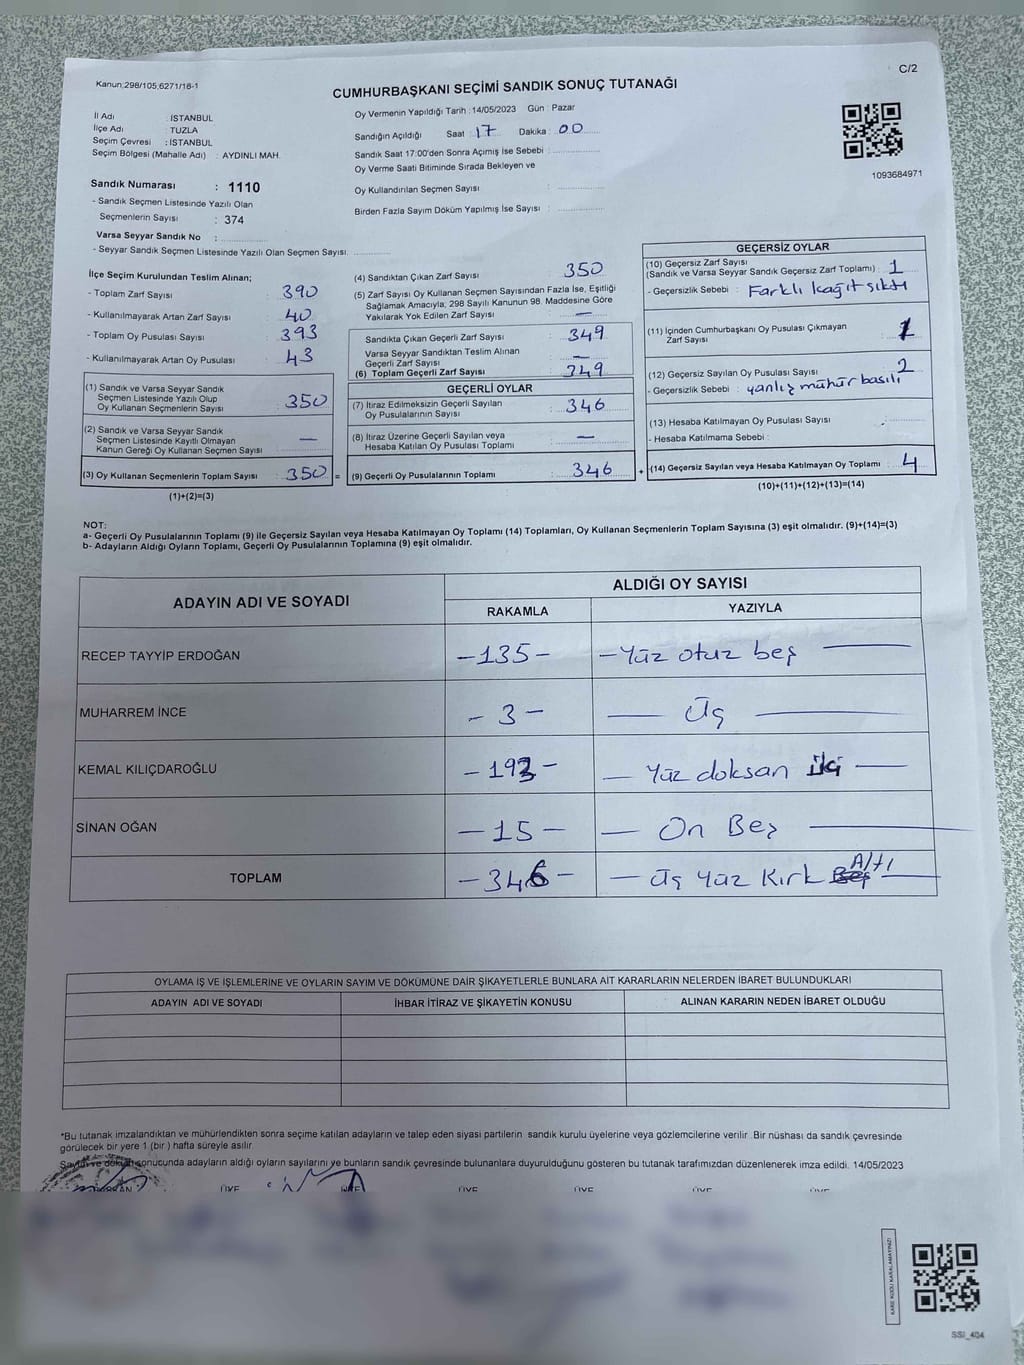 Kanun;298/105;6271/18-1
C/2
CUMHURBAŞKANI SEÇİMİ SANDIK SONUÇ TUTANAĞI
İl Adı : İSTANBUL
İlçe Adı : TUZLA
Seçim Çevresi : İSTANBUL
Seçim Bölgesi (Mahalle Adı) : AYDINLI MAH.
Sandık Numarası : 1110
- Sandık Seçmen Listesinde Yazılı Olan
Seçmenlerin Sayısı : 374
Varsa Seyyar Sandık No :
- Seyyar Sandık Seçmen Listesinde Yazılı Olan Seçmen Sayısı.
Oy Vermenin Yapıldığı Tarih : 14/05/2023 Gün : Pazar
Sandığın Açıldığı Saat : 17 Dakika : 00
Sandık Saat 17:00'den Sonra Açımış İse Sebebi :
Oy Verme Saati Bitiminde Sırada Bekleyen ve
Oy Kullandırılan Seçmen Sayısı :
Birden Fazla Sayım Döküm Yapılmış İse Sayısı :
1093684971
İlçe Seçim Kurulundan Teslim Alınan;
- Toplam Zarf Sayısı : 390
- Kullanılmayarak Artan Zarf Sayısı : 40
- Toplam Oy Pusulası Sayısı : 393
- Kullanılmayarak Artan Oy Pusulası : 43
(1) Sandık ve Varsa Seyyar Sandık
Seçmen Listesinde Yazılı Olup
Oy Kullanan Seçmenlerin Sayısı : 350
(2) Sandık ve Varsa Seyyar Sandık
Seçmen Listesinde Kayıtlı Olmayan
Kanun Gereği Oy Kullanan Seçmen Sayısı : —
(3) Oy Kullanan Seçmenlerin Toplam Sayısı : 350 =
(1)+(2)=(3)
(4) Sandıktan Çıkan Zarf Sayısı : 350
(5) Zarf Sayısı Oy Kullanan Seçmen Sayısından Fazla İse, Eşitliği
Sağlamak Amacıyla; 298 Sayılı Kanunun 98. Maddesine Göre
Yakılarak Yok Edilen Zarf Sayısı : —
Sandıkta Çıkan Geçerli Zarf Sayısı : 349
Varsa Seyyar Sandıktan Teslim Alınan
Geçerli Zarf Sayısı : —
(6) Toplam Geçerli Zarf Sayısı : 349
GEÇERLİ OYLAR
(7) İtiraz Edilmeksizin Geçerli Sayılan
Oy Pusulalarının Sayısı : 346
(8) İtiraz Üzerine Geçerli Sayılan veya
Hesaba Katılan Oy Pusulası Toplamı : —
(9) Geçerli Oy Pusulalarının Toplamı : 346 +
GEÇERSİZ OYLAR
(10) Geçersiz Zarf Sayısı
(Sandık ve Varsa Seyyar Sandık Geçersiz Zarf Toplamı) : 1
- Geçersizlik Sebebi : Farklı kağıt sıktı
(11) İçinden Cumhurbaşkanı Oy Pusulası Çıkmayan
Zarf Sayısı : 1
(12) Geçersiz Sayılan Oy Pusulası Sayısı : 2
- Geçersizlik Sebebi : yanlış mühür basılı
(13) Hesaba Katılmayan Oy Pusulası Sayısı :
- Hesaba Katılmama Sebebi :
(14) Geçersiz Sayılan veya Hesaba Katılmayan Oy Toplamı : 4
(10)+(11)+(12)+(13)=(14)
NOT:
a- Geçerli Oy Pusulalarının Toplamı (9) ile Geçersiz Sayılan veya Hesaba Katılmayan Oy Toplamı (14) Toplamları, Oy Kullanan Seçmenlerin Toplam Sayısına (3) eşit olmalıdır. (9)+(14)=(3)
b- Adayların Aldığı Oyların Toplamı, Geçerli Oy Pusulalarının Toplamına (9) eşit olmalıdır.
ADAYIN ADI VE SOYADI
ALDIĞI OY SAYISI
RAKAMLA YAZIYLA
RECEP TAYYİP ERDOĞAN -135- -Yüz otuz beş —
MUHARREM İNCE -3- — Üç —
KEMAL KILIÇDAROĞLU -193- — Yüz doksan iki —
SİNAN OĞAN -15- — On Beş —
TOPLAM -346- — Üç Yüz Kırk Altı —
OYLAMA İŞ VE İŞLEMLERİNE VE OYLARIN SAYIM VE DÖKÜMÜNE DAİR ŞİKAYETLERLE BUNLARA AİT KARARLARIN NELERDEN İBARET BULUNDUKLARI
ADAYIN ADI VE SOYADI İHBAR İTİRAZ VE ŞİKAYETİN KONUSU ALINAN KARARIN NEDEN İBARET OLDUĞU
*Bu tutanak imzalandıktan ve mühürlendikten sonra seçime katılan adayların ve talep eden siyasi partilerin sandık kurulu üyelerine veya gözlemcilerine verilir. Bir nüshası da sandık çevresinde
görülecek bir yere 1 (bir) hafta süreyle asılır.
Sayım ve döküm sonucunda adayların aldığı oyların sayılarını ve bunların sandık çevresinde bulunanlara duyurulduğunu gösteren bu tutanak tarafımızdan düzenlenerek imza edildi. 14/05/2023
BAŞKAN ÜYE ÜYE ÜYE ÜYE ÜYE ÜYE
KARE KODU KARALAMAYINIZ!
SSI_404